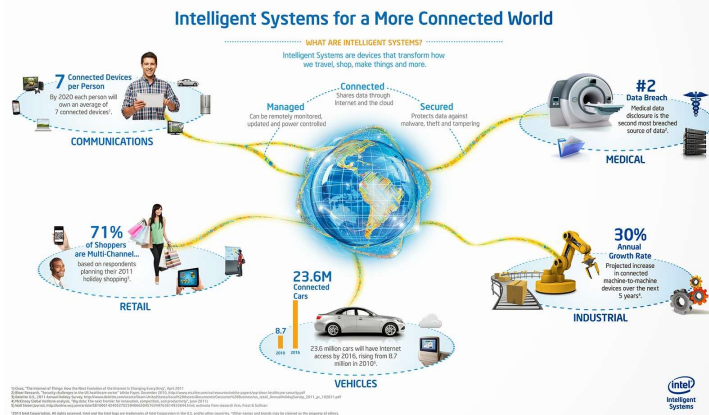 Intelligent Systems for a More Connected World
WHAT ARE INTELLIGENT SYSTEMS?
Intelligent Systems are devices that transform how
we travel, shop, make things and more.
7 Connected Devices
per Person
By 2020 each person will
own an average of
7 connected devices¹.
COMMUNICATIONS
Managed
Can be remotely monitored,
updated and power controlled
Connected
Shares data through
Internet and the cloud
Secured
Protects data against
malware, theft and tampering
#2
Data Breach
Medical data
disclosure is the
second most breached
source of data².
MEDICAL
71%
of Shoppers
are Multi-Channel...
based on respondents
planning their 2011
holiday shopping³.
RETAIL
23.6M
Connected
Cars
8.7
2010
2016
23.6 million cars will have Internet
access by 2016, rising from 8.7
million in 2010⁵.
VEHICLES
30%
Annual
Growth Rate
Projected increase
in connected
machine-to-machine
devices over the next
5 years⁴.
INDUSTRIAL
intel
Intelligent
Systems